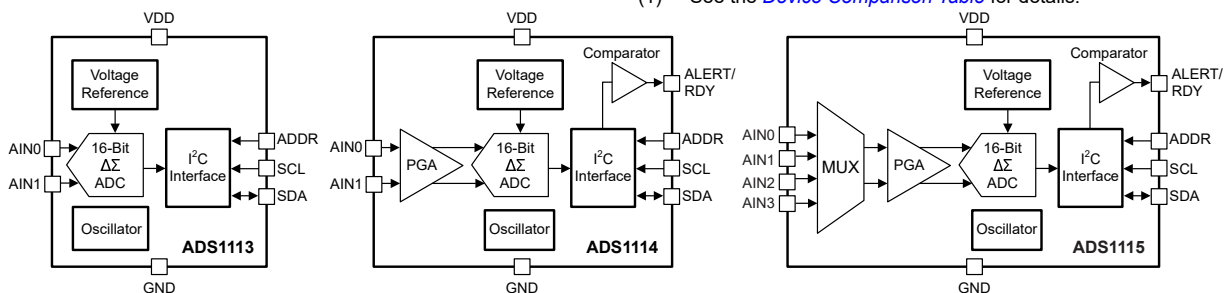 (1) See the Device Comparison Table for details.
VDD
Voltage
Reference
AIN0
AIN1
16-Bit
ΔΣ
ADC
I²C
Interface
ADDR
SCL
SDA
Oscillator
ADS1113
GND
VDD
Comparator
ALERT/
RDY
Voltage
Reference
AIN0
AIN1
PGA
16-Bit
ΔΣ
ADC
I²C
Interface
ADDR
SCL
SDA
Oscillator
ADS1114
GND
VDD
Comparator
ALERT/
RDY
Voltage
Reference
AIN0
AIN1
AIN2
AIN3
MUX
PGA
16-Bit
ΔΣ
ADC
I²C
Interface
ADDR
SCL
SDA
Oscillator
ADS1115
GND